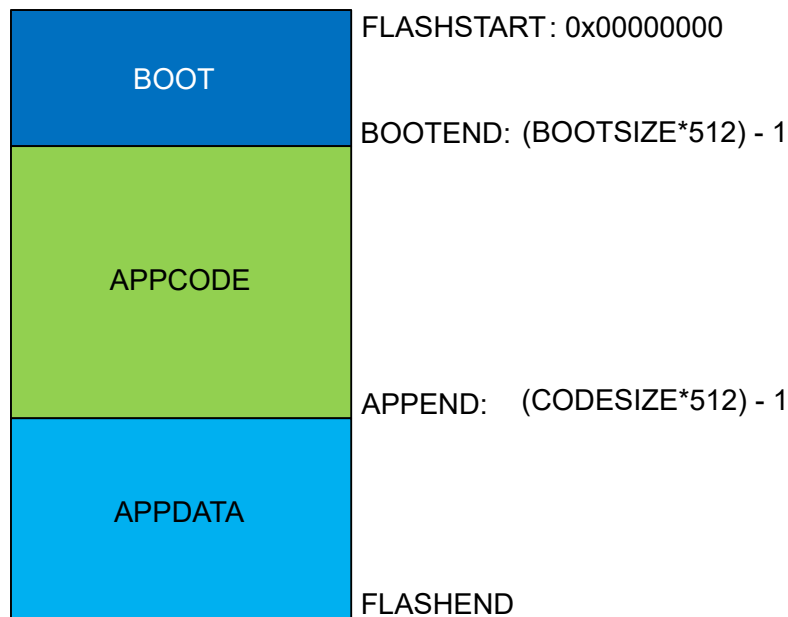 FLASHSTART: 0x00000000
BOOT
BOOTEND: (BOOTSIZE*512) - 1
APPCODE
APPEND: (CODESIZE*512) - 1
APPDATA
FLASHEND